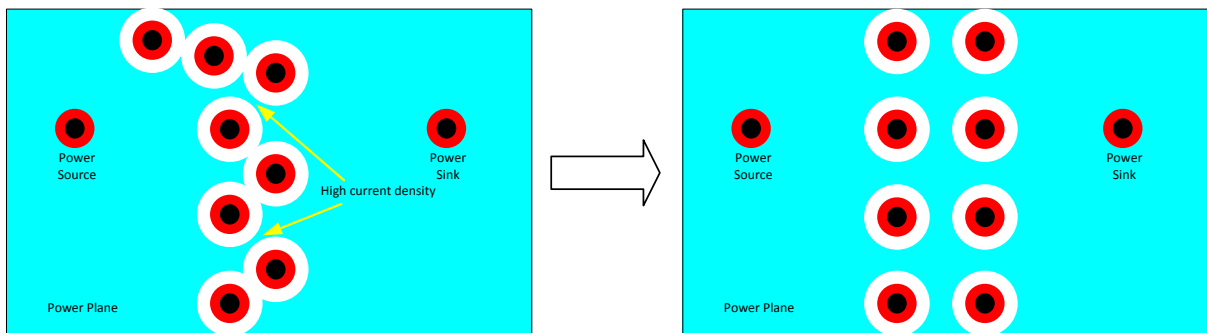 Power
Source
Power
Sink
High current density
Power Plane
Power
Source
Power
Sink
Power Plane